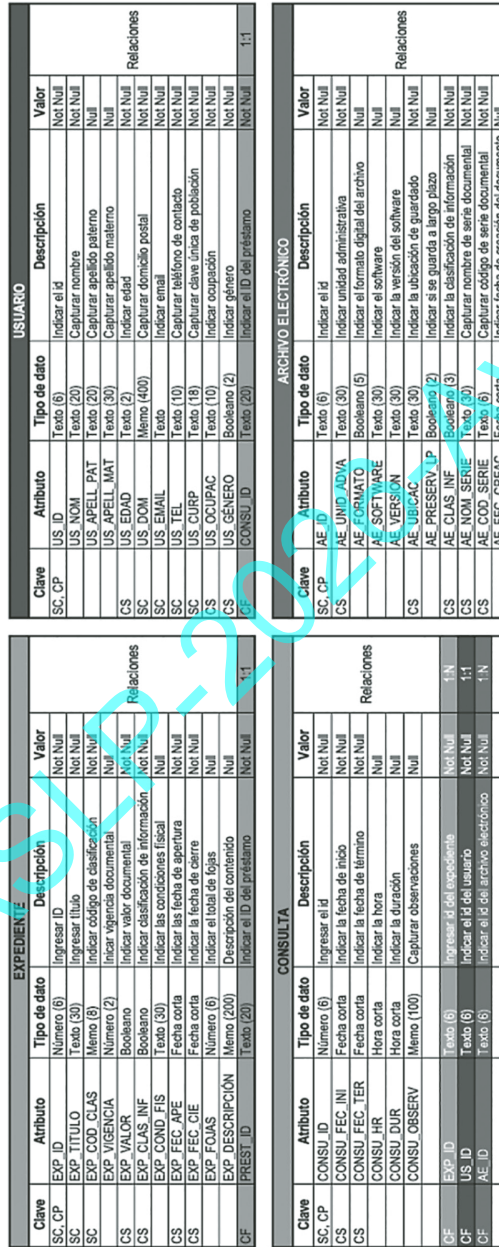 EXPEDIENTE
Clave Atributo Tipo de dato Descripción Valor
SC, CP EXP_ID Número (6) Ingresar ID Not Null
SC EXP_TITULO Texto (30) Ingresar título Not Null
SC EXP_COD_CLAS Memo (8) Indicar código de clasificación Not Null
EXP_VIGENCIA Número (2) Inicar vigencia documental Null
CS EXP_VALOR Booleano Indicar valor documental Not Null
CS EXP_CLAS_INF Booleano Indicar clasificación de información Not Null
EXP_COND_FIS Texto (30) Indicar las condiciones físical Null
CS EXP_FEC_APE Fecha corta Indicar las fecha de apertura Not Null
CS EXP_FEC_CIE Fecha corta Indicar la fecha de cierre Not Null
EXP_FOJAS Número (6) Indicar el total de fojas Null
EXP_DESCRIPCIÓN Memo (200) Descripción del contenido Null
Relaciones
CF PREST_ID Texto (20) Indicar el ID del préstamo Not Null 1:1
USUARIO
Clave Atributo Tipo de dato Descripción Valor
SC, CP US_ID Texto (6) Indicar el id Not Null
SC US_NOM Texto (20) Capturar nombre Not Null
US_APELL_PAT Texto (20) Capturar apellido paterno Null
US_APELL_MAT Texto (30) Capturar apellido materno Null
CS US_EDAD Texto (2) Indicar edad Not Null
SC US_DOM Memo (400) Capturar domicilio postal Not Null
SC US_EMAIL Texto Indicar email Not Null
SC US_TEL Texto (10) Capturar teléfono de contacto Not Null
SC US_CURP Texto (18) Capturar clave única de población Not Null
CS US_OCUPAC Texto (10) Indicar ocupación Not Null
CS US_GÉNERO Booleano (2) Indicar género Not Null
Relaciones
CF CONSU_ID Texto (20) Indicar el ID del préstamo Not Null 1:1
CONSULTA
Clave Atributo Tipo de dato Descripción Valor
SC, CP CONSU_ID Número (6) Ingresar el id Not Null
CS CONSU_FEC_INI Fecha corta Indicar la fecha de inicio Not Null
CS CONSU_FEC_TER Fecha corta Indicar la fecha de término Not Null
CONSU_HR Hora corta Indicar la hora Null
CONSU_DUR Hora corta Indicar la duración Null
CONSU_OBSERV Memo (100) Capturar observaciones Null
Relaciones
CF EXP_ID Texto (6) Ingresar id del expediente Not Null 1:N
CF US_ID Texto (6) Indicar el id del usuario Not Null 1:1
CF AE_ID Texto (6) Indicar el id de archivo electrónico Not Null 1:N
ARCHIVO ELECTRÓNICO
Clave Atributo Tipo de dato Descripción Valor
SC, CP AE_ID Texto (6) Indicar el id Not Null
CS AE_UNID_ADVA Texto (30) Indicar unidad administrativa Not Null
AE_FORMATO Booleano (5) Indicar el formato digital del archivo Null
AE_SOFTWARE Texto (30) Indicar el software Null
AE_VERSION Texto (30) Indicar la versión del software Null
CS AE_UBICAC Texto (30) Indicar la ubicación de guardado Not Null
AE_PRESERV_LP Booleano (2) Indicar si se guarda a largo plazo Null
CS AE_CLAS_INF Booleano (3) Indicar la clasificación de información Not Null
CS AE_NOM_SERIE Texto (30) Capturar nombre de serie documental Not Null
CS AE_COD_SERIE Texto (6) Capturar código de serie documental Not Null
Relaciones
SLP-2020-A